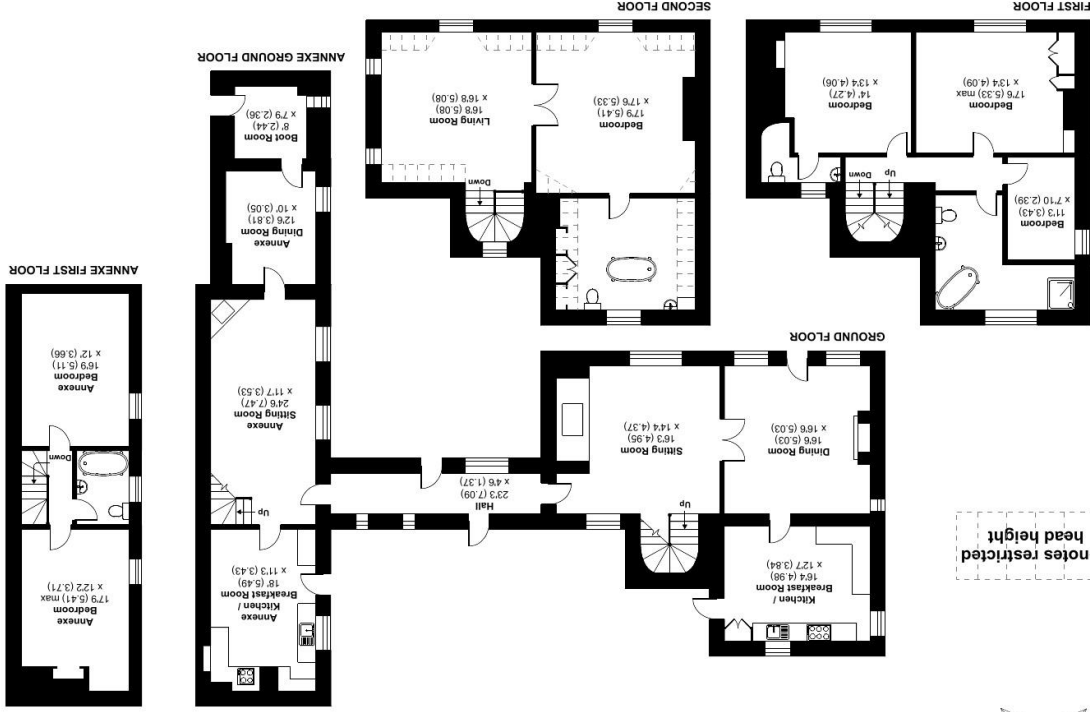 notes restricted
head height
Kitchen /
Breakfast Room
16'4 (4.98)
x 12'7 (3.84)
Dining Room
16'6 (5.03)
x 16'6 (5.03)
Up
Sitting Room
16'3 (4.95)
x 14'4 (4.37)
GROUND FLOOR
Hall
23'3 (7.09)
x 4'6 (1.37)
Annexe
Kitchen /
Breakfast Room
18' (5.49)
x 11'3 (3.43)
Up
Annexe
Sitting Room
24'6 (7.47)
x 11'7 (3.53)
Annexe
Dining Room
12'6 (3.81)
x 10' (3.05)
Boot Room
8' (2.44)
x 7'9 (2.36)
ANNEXE GROUND FLOOR
Annexe
Bedroom
17'9 (5.41) max
x 12'2 (3.71)
Down
Annexe
Bedroom
16'9 (5.11)
x 12' (3.66)
ANNEXE FIRST FLOOR
Bedroom
11'3 (3.43)
x 7'10 (2.39)
Up
Down
Bedroom
17'6 (5.33) max
x 13'4 (4.09)
Bedroom
14' (4.27)
x 13'4 (4.06)
FIRST FLOOR
Down
Bedroom
17'9 (5.41)
x 17'6 (5.33)
Living Room
16'8 (5.08)
x 16'8 (5.08)
SECOND FLOOR